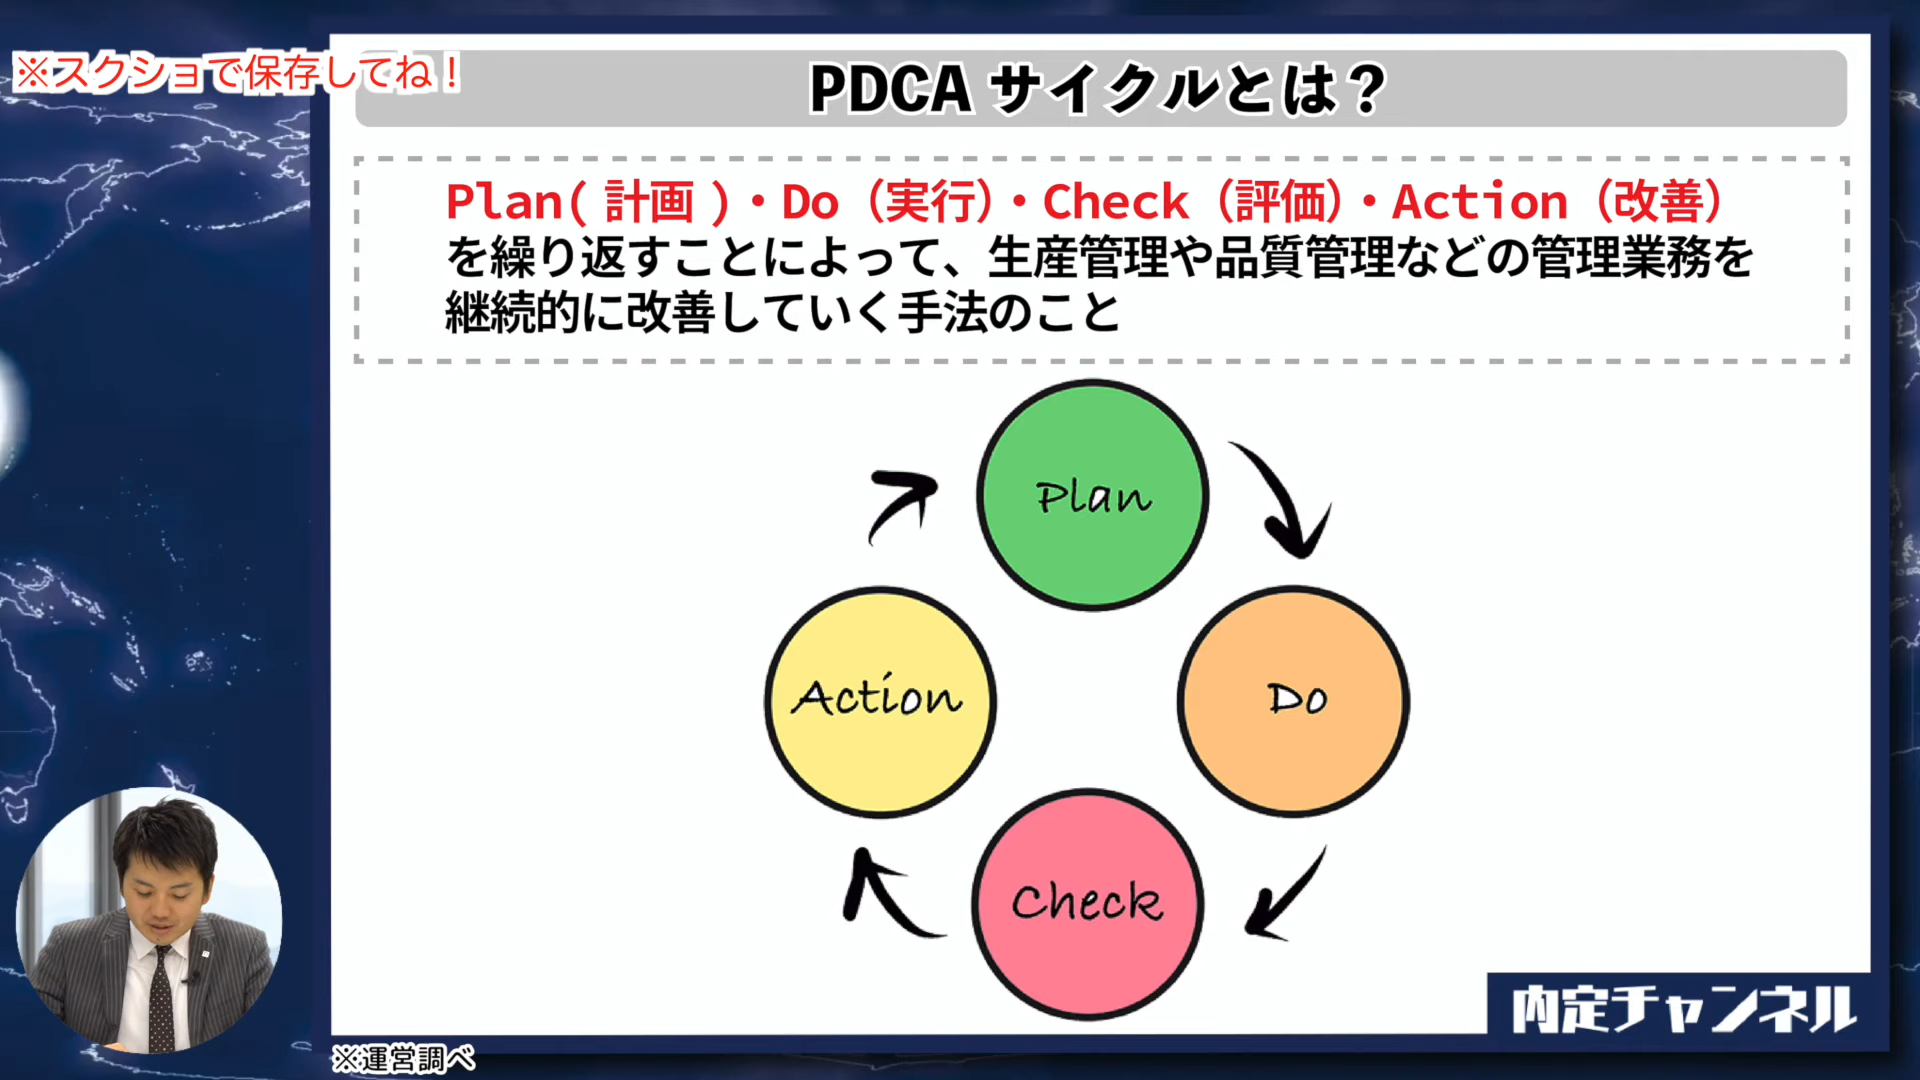 ※スクショで保存してね！
PDCA サイクルとは？
Plan( 計画 )・Do（実行）・Check（評価）・Action（改善）
を繰り返すことによって、生産管理や品質管理などの管理業務を
継続的に改善していく手法のこと
Plan
Action
Do
Check
内定チャンネル
※運営調べ